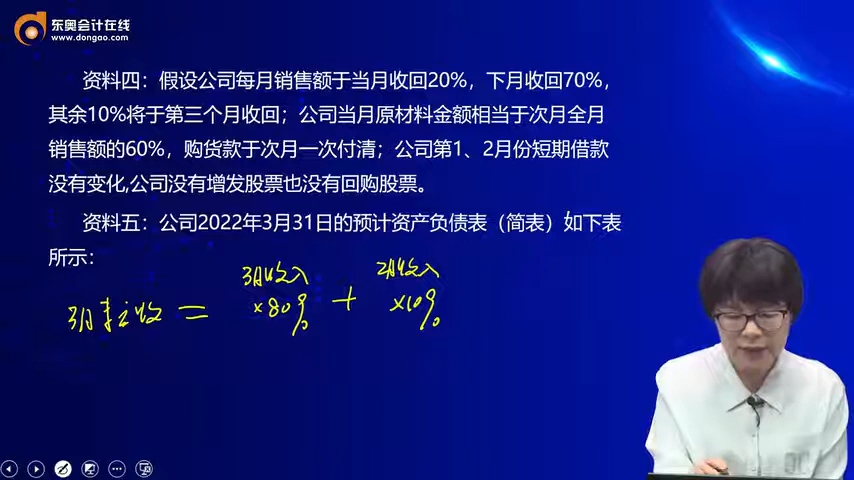 东奥会计在线
www.dongao.com
资料四：假设公司每月销售额于当月收回20%，下月收回70%，
其余10%将于第三个月收回；公司当月原材料金额相当于次月全月
销售额的60%，购货款于次月一次付清；公司第1、2月份短期借款
没有变化,公司没有增发股票也没有回购股票。
资料五：公司2022年3月31日的预计资产负债表（简表）如下表
所示：
3月收入 2月收入
3月末应收 = ×80% + ×10%